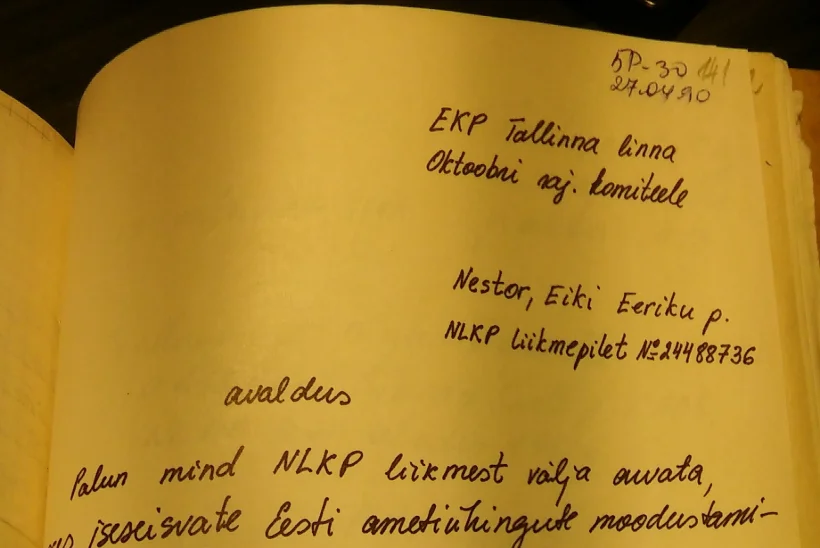 БР-30 141
27.04.90
EKP Tallinna linna
Oktoobri raj. komiteele
Nestor, Eiki Eeriku p.
NLKP liikmepilet №24488736
avaldus
Palun mind NLKP liikmest välja arvata,
iseseisvate Eesti ametiühingute moodustami-